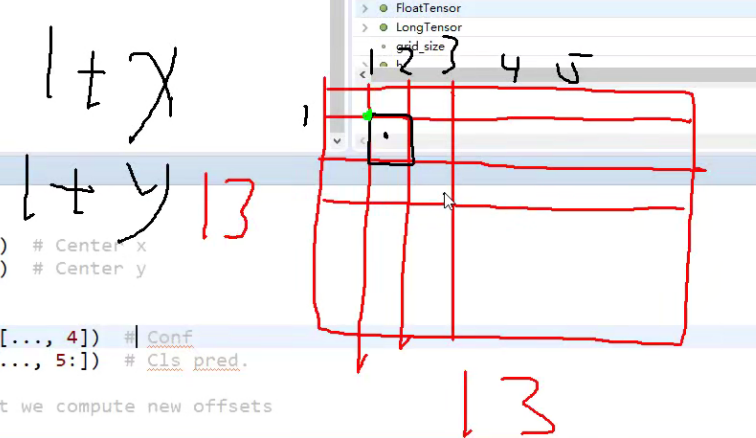 FloatTensor
LongTensor
grid_size
1 2 3 4 5
1
1+x
1+y
13
) # Center x
) # Center y
[..., 4]) # Conf
..., 5:]) # Cls pred.
t we compute new offsets
13